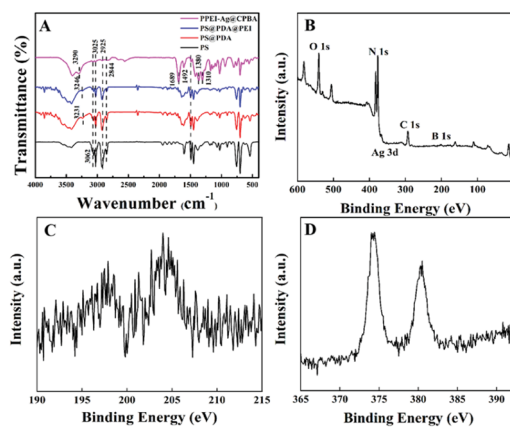 A
PPEI-Ag@CPBA
PS@PDA@PEI
PS@PDA
PS
3290
3025
2925
3246
2848
1689
1492
1380
1310
3231
3062
Transmittance (%)
4000 3500 3000 2500 2000 1500 1000 500
Wavenumber (cm⁻¹)
B
O 1s
N 1s
C 1s
B 1s
Ag 3d
Intensity (a.u.)
600 500 400 300 200 100 0
Binding Energy (eV)
C
Intensity (a.u.)
190 195 200 205 210 215
Binding Energy (eV)
D
Intensity (a.u.)
365 370 375 380 385 390
Binding Energy (eV)